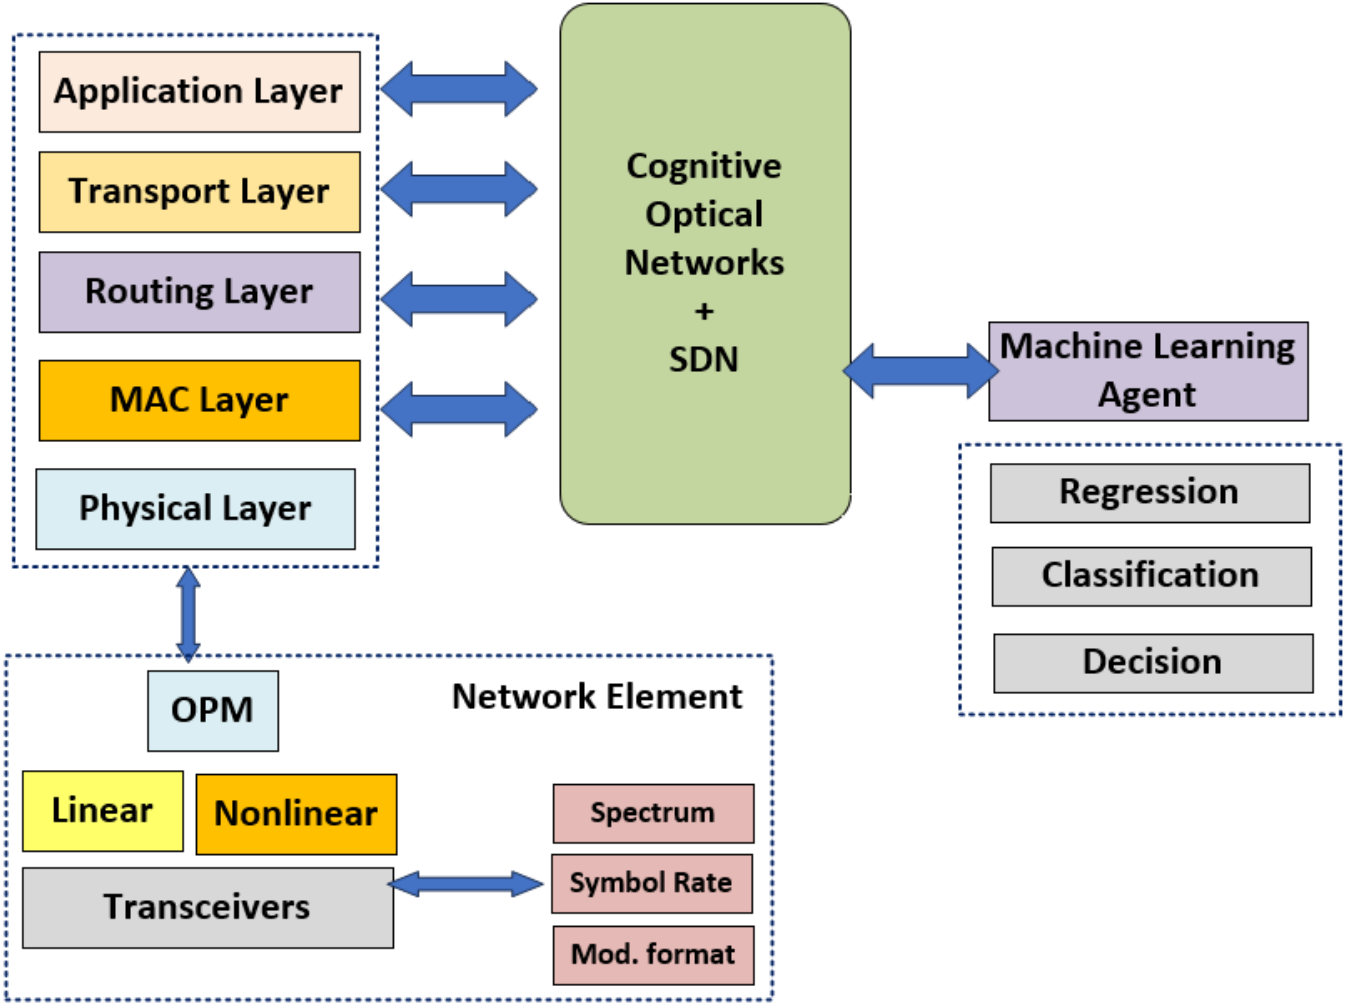 Application Layer
Transport Layer
Routing Layer
MAC Layer
Physical Layer
Cognitive
Optical
Networks
+
SDN
Machine Learning
Agent
Regression
Classification
Decision
OPM
Network Element
Linear
Nonlinear
Transceivers
Spectrum
Symbol Rate
Mod. format